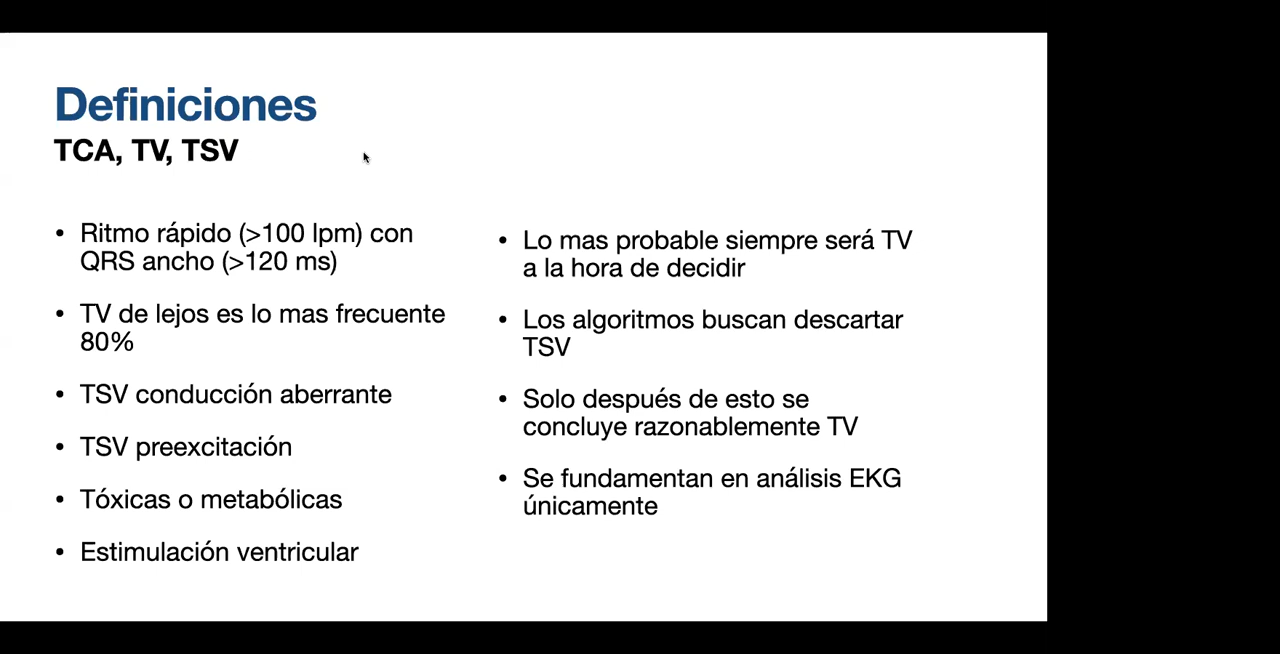 Definiciones
TCA, TV, TSV
• Ritmo rápido (>100 lpm) con
QRS ancho (>120 ms)
• TV de lejos es lo mas frecuente
80%
• TSV conducción aberrante
• TSV preexcitación
• Tóxicas o metabólicas
• Estimulación ventricular
• Lo mas probable siempre será TV
a la hora de decidir
• Los algoritmos buscan descartar
TSV
• Solo después de esto se
concluye razonablemente TV
• Se fundamentan en análisis EKG
únicamente